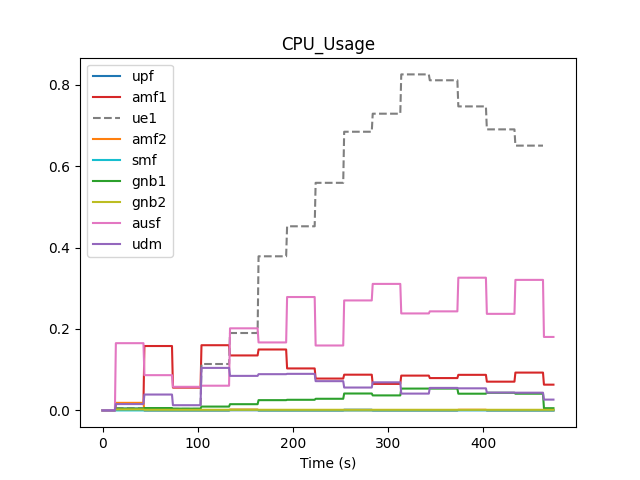 CPU_Usage
upf
amf1
ue1
amf2
smf
gnb1
gnb2
ausf
udm
0.8
0.6
0.4
0.2
0.0
0 100 200 300 400
Time (s)